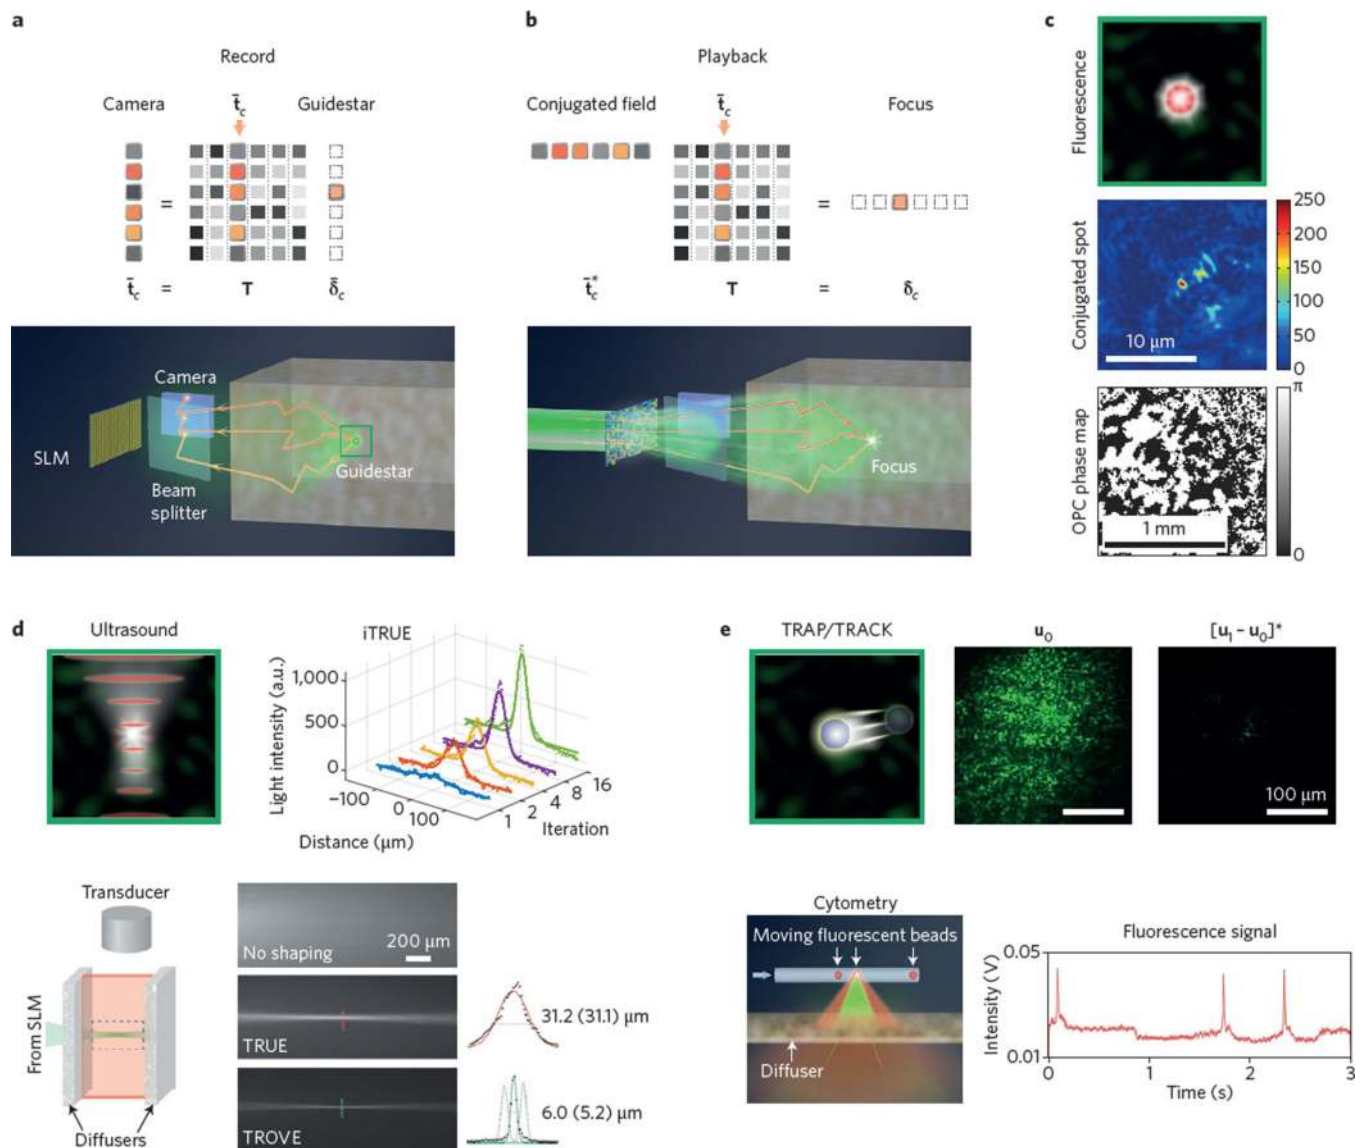 a
Record
Camera
t̄c
Guidestar
=
t̄c
=
T
δ̄c
Camera
SLM
Beam
splitter
Guidestar
b
Playback
Conjugated field
t̄c
Focus
=
t̄c*
T
=
δc
Focus
c
Fluorescence
Conjugated spot
10 μm
250
200
150
100
50
0
OPC phase map
1 mm
π
0
d
Ultrasound
iTRUE
Light intensity (a.u.)
1,000
500
0
−100
0
100
Distance (μm)
1
2
4
8
16
Iteration
Transducer
From SLM
Diffusers
No shaping
200 μm
TRUE
31.2 (31.1) μm
TROVE
6.0 (5.2) μm
e
TRAP/TRACK
u0
[u1 − u0]*
100 μm
Cytometry
Moving fluorescent beads
Diffuser
Fluorescence signal
Intensity (V)
0.05
0.01
0
1
2
3
Time (s)